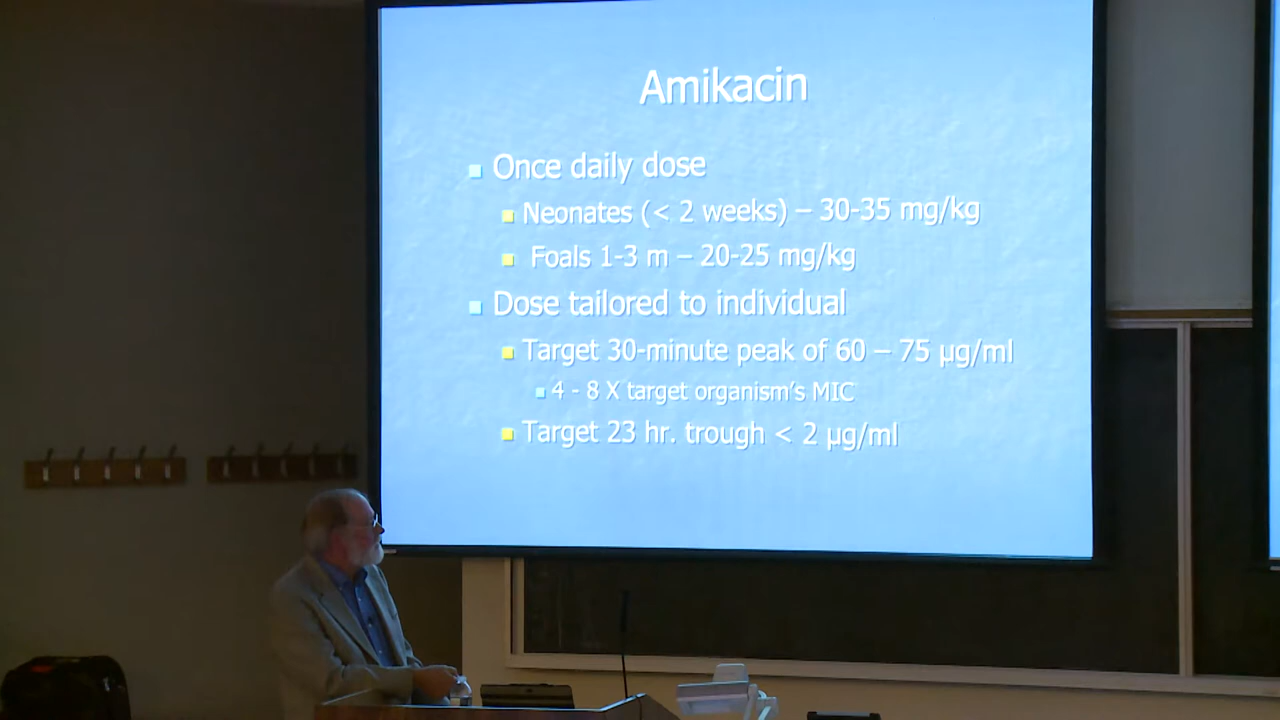 Amikacin
Once daily dose
Neonates (< 2 weeks) – 30-35 mg/kg
Foals 1-3 m – 20-25 mg/kg
Dose tailored to individual
Target 30-minute peak of 60 – 75 µg/ml
4 - 8 X target organism's MIC
Target 23 hr. trough < 2 µg/ml